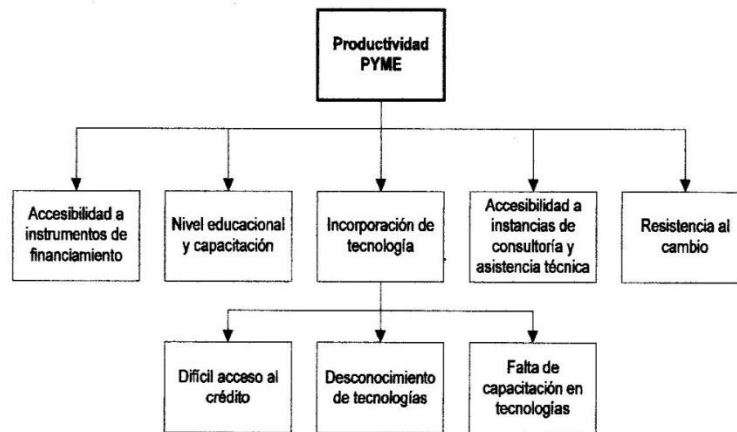 Productividad
PYME
Accesibilidad a
instrumentos de
financiamiento
Nivel educacional
y capacitación
Incorporación de
tecnología
Accesibilidad a
instancias de
consultoría y
asistencia técnica
Resistencia al
cambio
Difícil acceso al
crédito
Desconocimiento
de tecnologías
Falta de
capacitación en
tecnologías